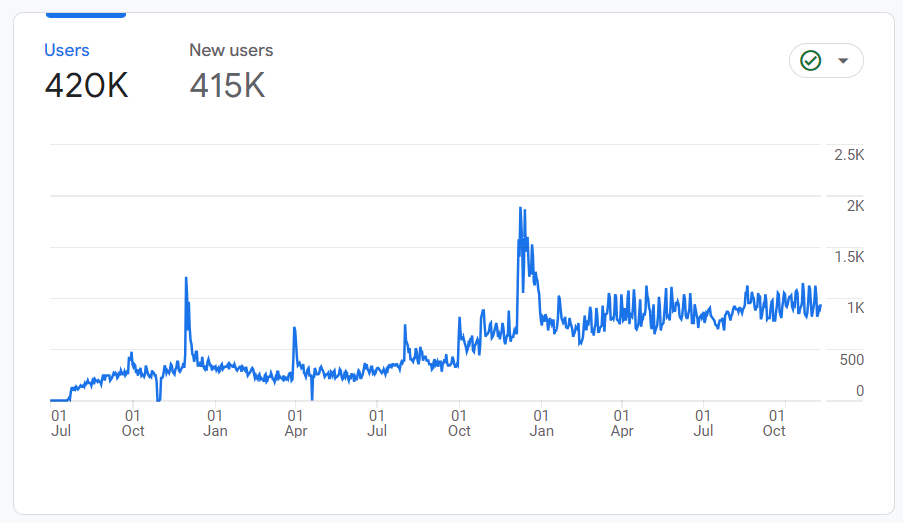 Users
New users
420K
415K
2.5K
2K
1.5K
1K
500
0
01 Jul
01 Oct
01 Jan
01 Apr
01 Jul
01 Oct
01 Jan
01 Apr
01 Jul
01 Oct